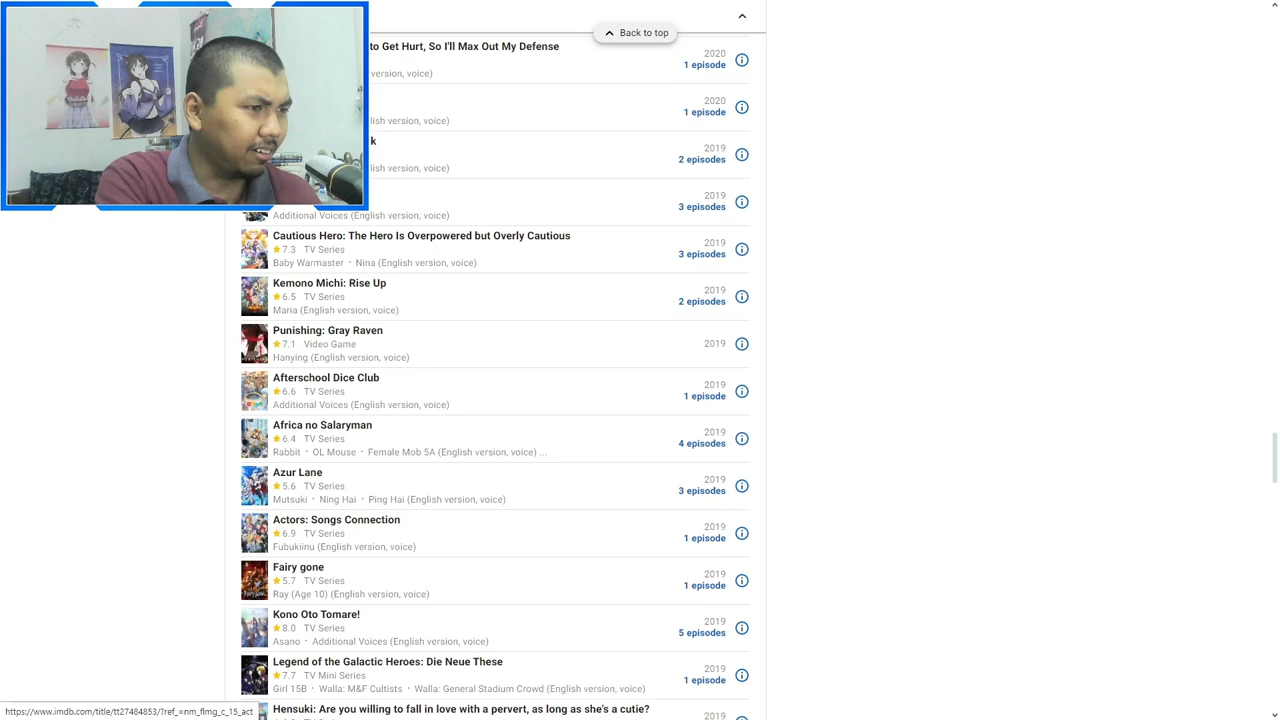 Back to top
to Get Hurt, So I'll Max Out My Defense
2020
version, voice)
1 episode
2020
1 episode
lish version, voice)
k
2019
2 episodes
lish version, voice)
2019
3 episodes
Additional Voices (English version, voice)
Cautious Hero: The Hero Is Overpowered but Overly Cautious
7.3 TV Series
2019
3 episodes
Baby Warmaster · Nina (English version, voice)
Kemono Michi: Rise Up
6.5 TV Series
2019
2 episodes
Maria (English version, voice)
Punishing: Gray Raven
7.1 Video Game
2019
Hanying (English version, voice)
Afterschool Dice Club
6.6 TV Series
2019
1 episode
Additional Voices (English version, voice)
Africa no Salaryman
6.4 TV Series
2019
4 episodes
Rabbit · OL Mouse · Female Mob 5A (English version, voice) ...
Azur Lane
5.6 TV Series
2019
3 episodes
Mutsuki · Ning Hai · Ping Hai (English version, voice)
Actors: Songs Connection
6.9 TV Series
2019
1 episode
Fubukiinu (English version, voice)
Fairy gone
5.7 TV Series
2019
1 episode
Ray (Age 10) (English version, voice)
Kono Oto Tomare!
8.0 TV Series
2019
5 episodes
Asano · Additional Voices (English version, voice)
Legend of the Galactic Heroes: Die Neue These
7.7 TV Mini Series
2019
1 episode
Girl 15B · Walla: M&F Cultists · Walla: General Stadium Crowd (English version, voice)
Hensuki: Are you willing to fall in love with a pervert, as long as she's a cutie?
https://www.imdb.com/title/tt27484853/?ref_=nm_flmg_c_15_act